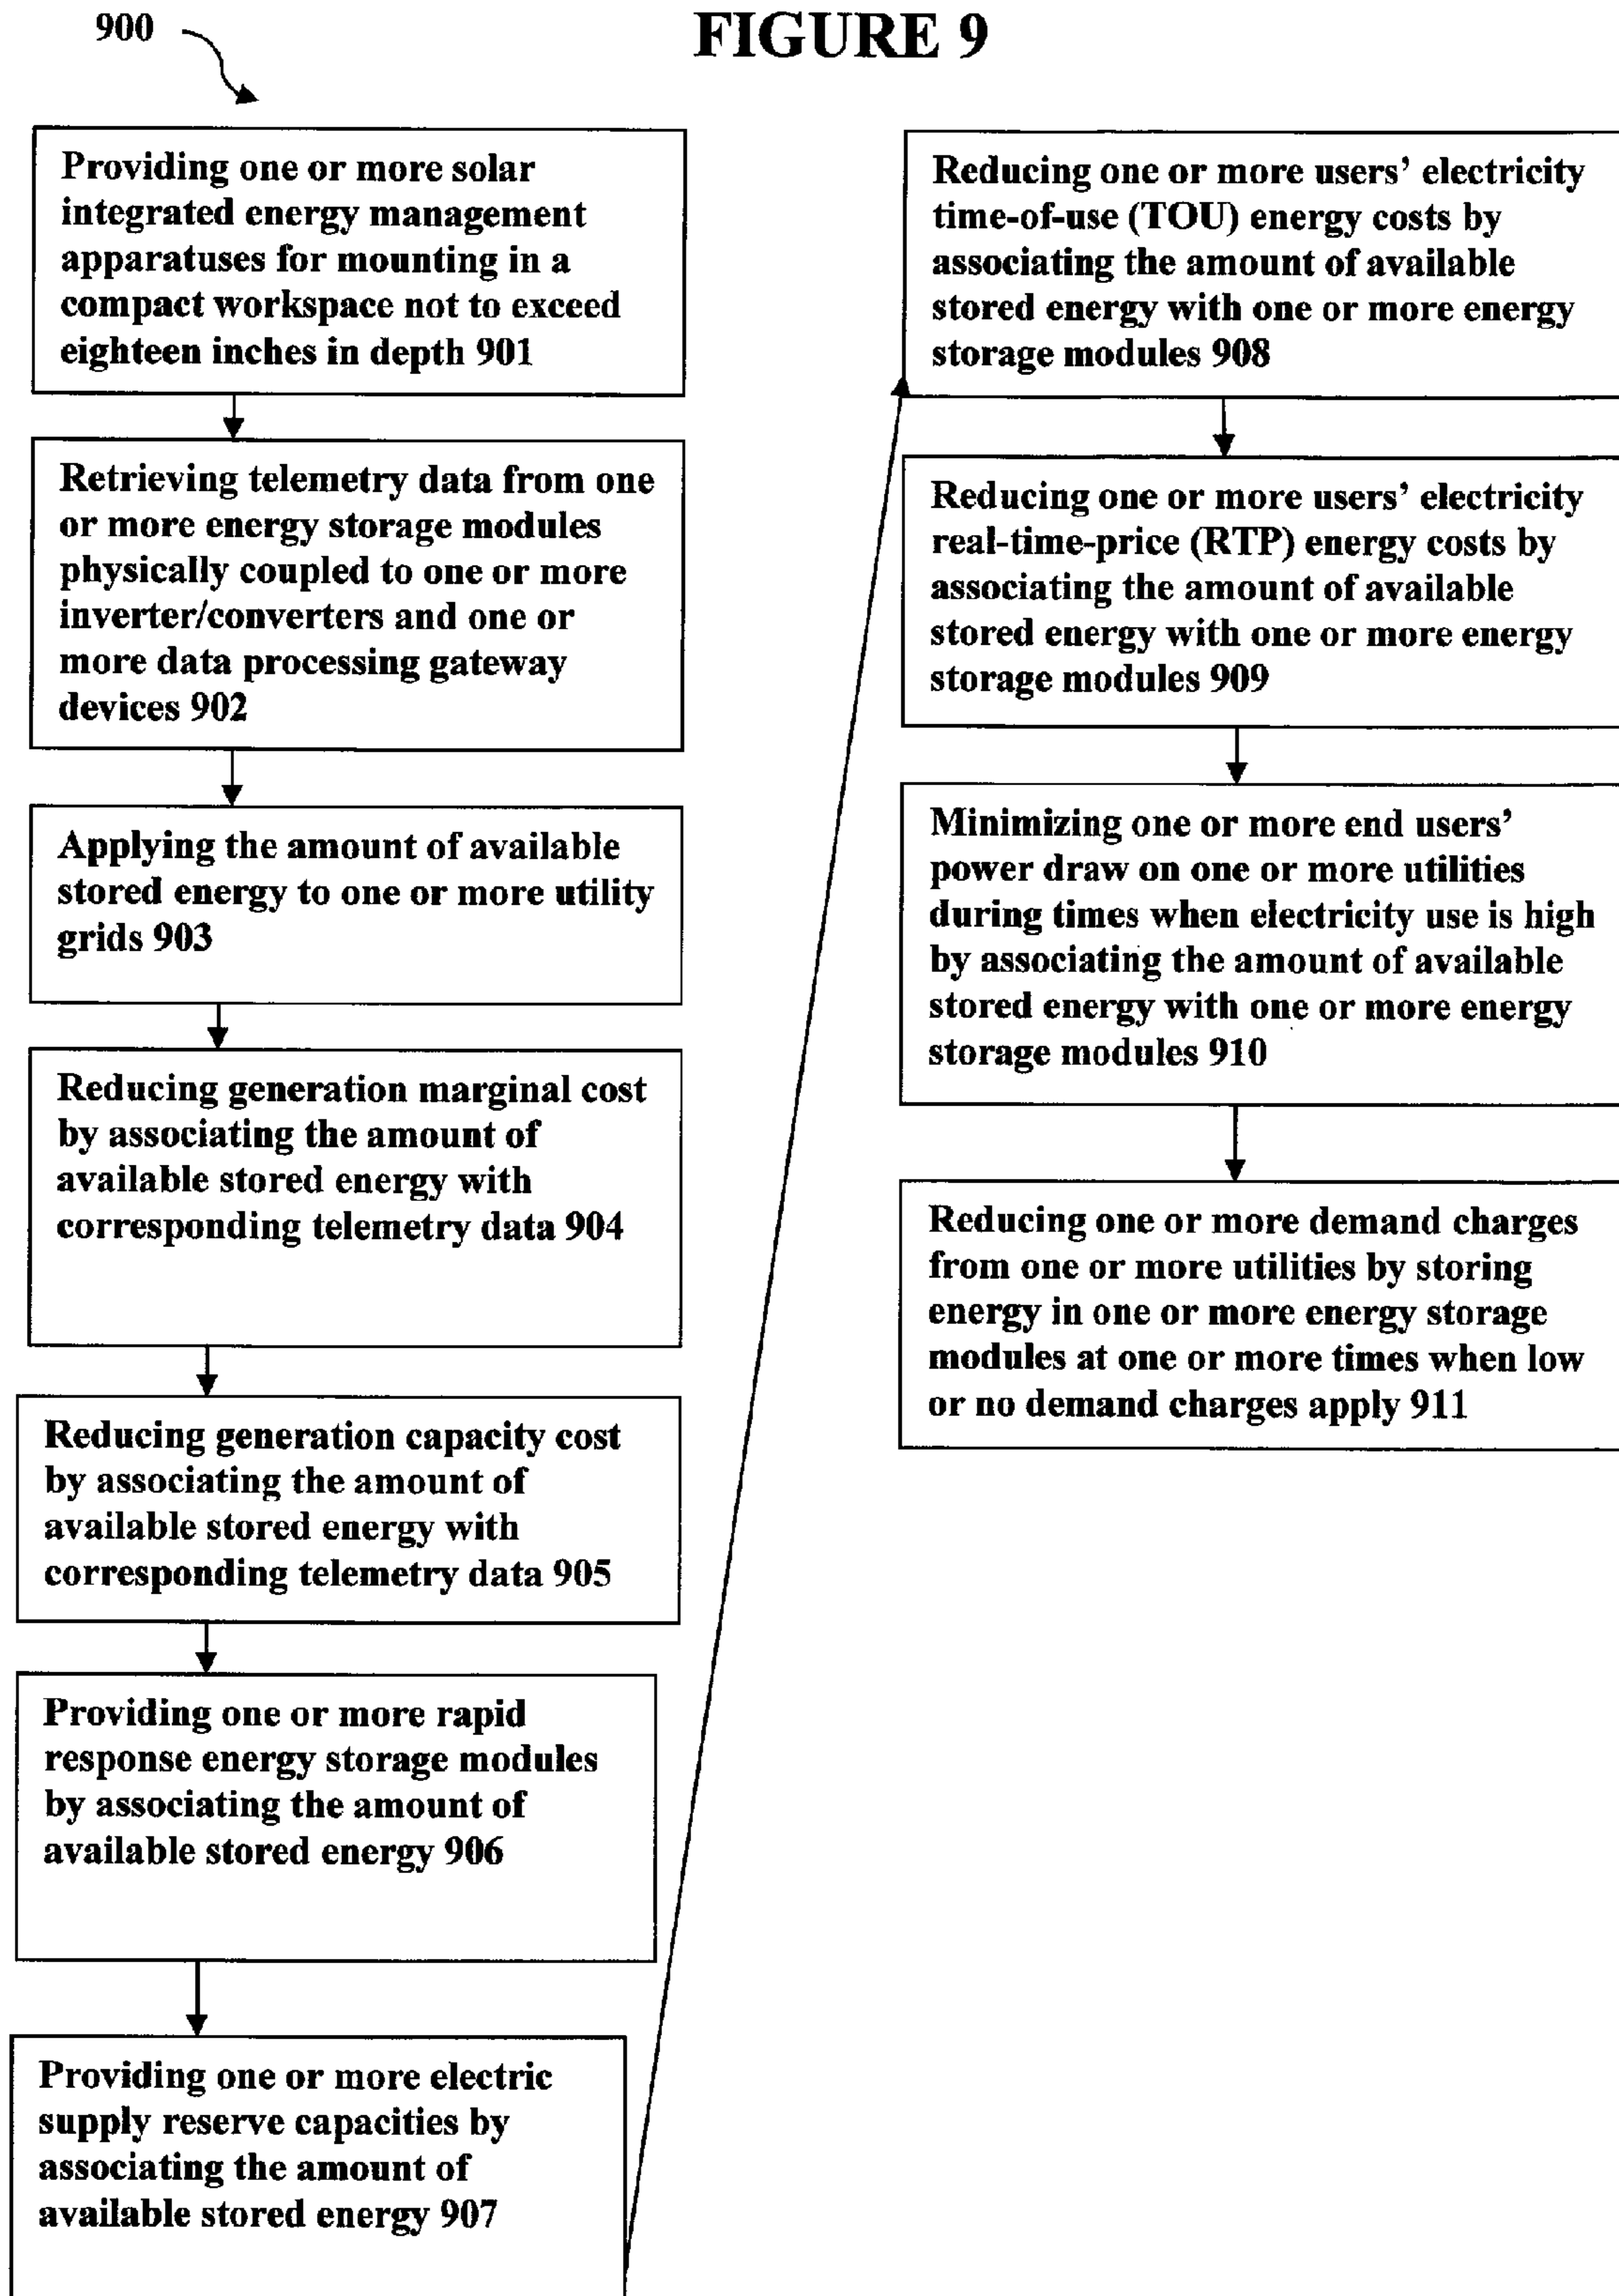 900
FIGURE 9
Providing one or more solar
integrated energy management
apparatuses for mounting in a
compact workspace not to exceed
eighteen inches in depth 901
Retrieving telemetry data from one
or more energy storage modules
physically coupled to one or more
inverter/converters and one or
more data processing gateway
devices 902
Applying the amount of available
stored energy to one or more utility
grids 903
Reducing generation marginal cost
by associating the amount of
available stored energy with
corresponding telemetry data 904
Reducing generation capacity cost
by associating the amount of
available stored energy with
corresponding telemetry data 905
Providing one or more rapid
response energy storage modules
by associating the amount of
available stored energy 906
Providing one or more electric
supply reserve capacities by
associating the amount of
available stored energy 907
Reducing one or more users’ electricity
time-of-use (TOU) energy costs by
associating the amount of available
stored energy with one or more energy
storage modules 908
Reducing one or more users’ electricity
real-time-price (RTP) energy costs by
associating the amount of available
stored energy with one or more energy
storage modules 909
Minimizing one or more end users’
power draw on one or more utilities
during times when electricity use is high
by associating the amount of available
stored energy with one or more energy
storage modules 910
Reducing one or more demand charges
from one or more utilities by storing
energy in one or more energy storage
modules at one or more times when low
or no demand charges apply 911